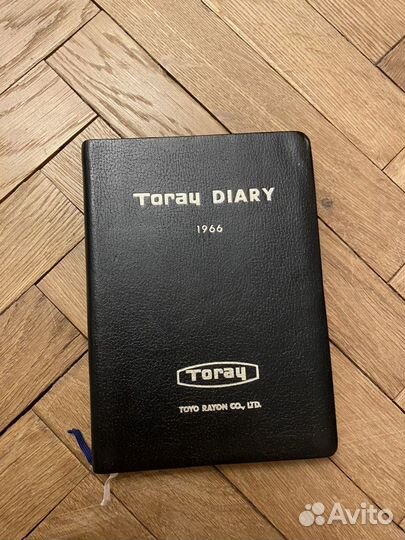 Toray DIARY
1966
Toray
TOYO RAYON CO., LTD.
Avito